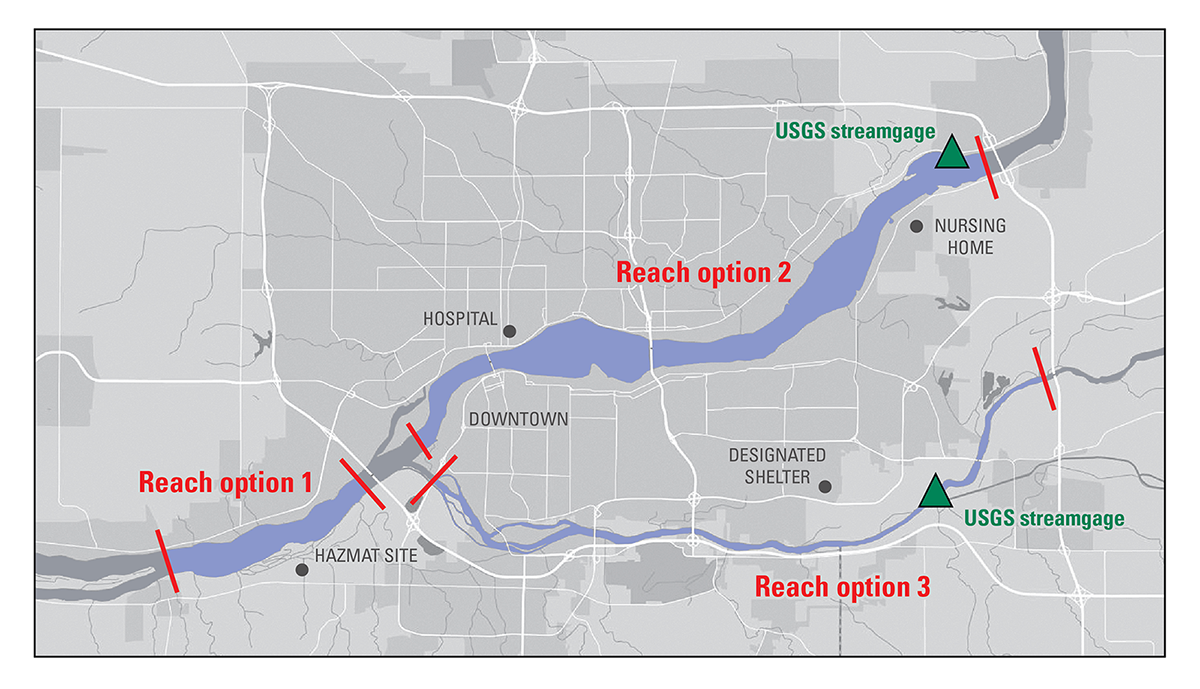 USGS streamgage
NURSING
HOME
Reach option 2
HOSPITAL
DOWNTOWN
DESIGNATED
SHELTER
Reach option 1
USGS streamgage
HAZMAT SITE
Reach option 3